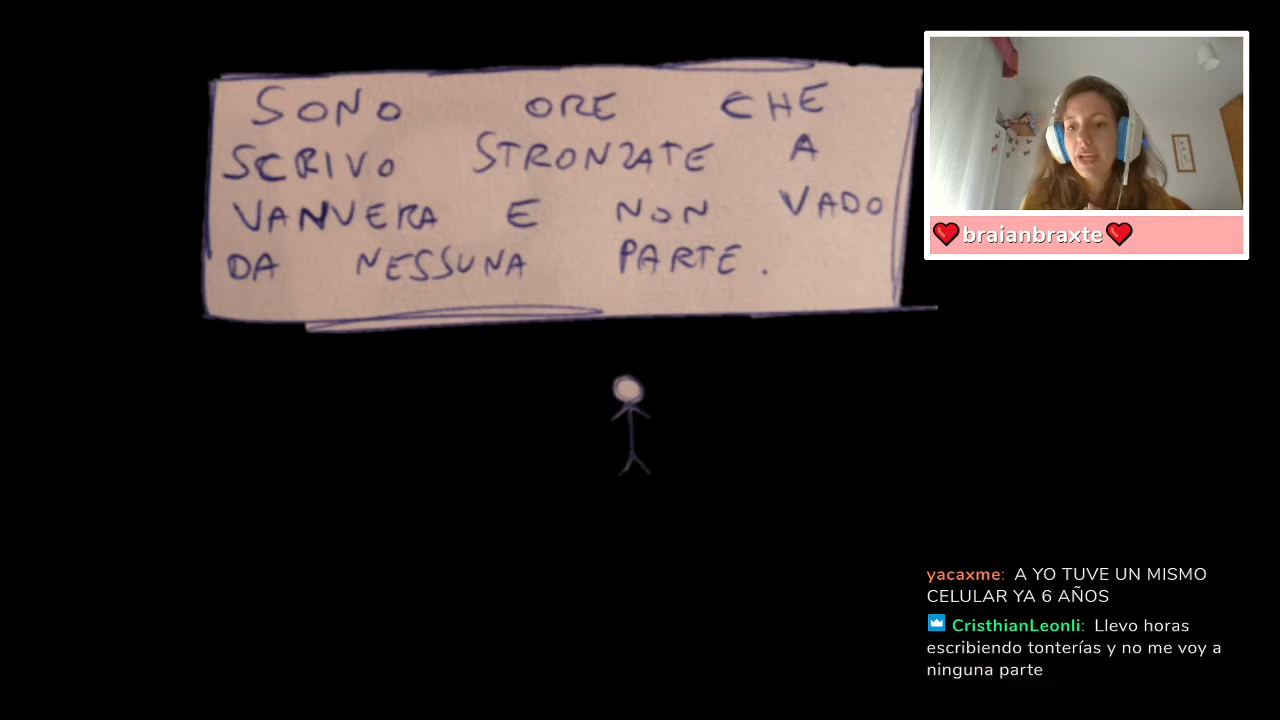 SONO ORE CHE
SCRIVO STRONZATE A
VANVERA E NON VADO
DA NESSUNA PARTE.
braianbraxte
yacaxme: A YO TUVE UN MISMO
CELULAR YA 6 AÑOS
CristhianLeonli: Llevo horas
escribiendo tonterías y no me voy a
ninguna parte